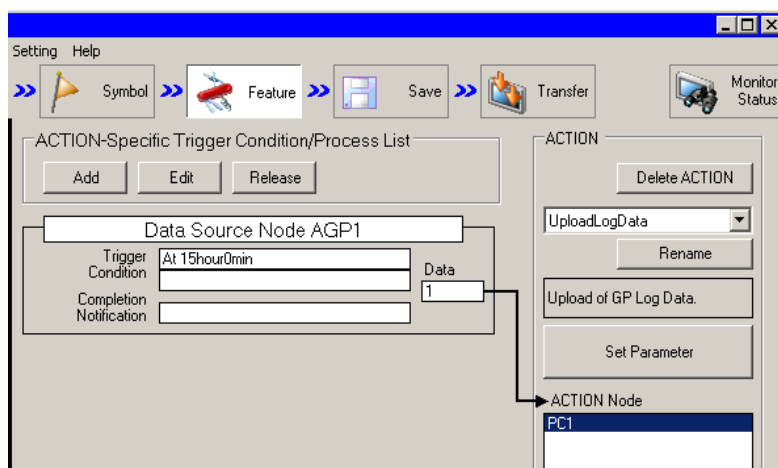 Setting Help
Symbol Feature Save Transfer Monitor Status
ACTION-Specific Trigger Condition/Process List
Add Edit Release
Data Source Node AGP1
Trigger Condition
At 15hour0min
Data
1
Completion Notification
ACTION
Delete ACTION
UploadLogData
Rename
Upload of GP Log Data.
Set Parameter
ACTION Node
PC1